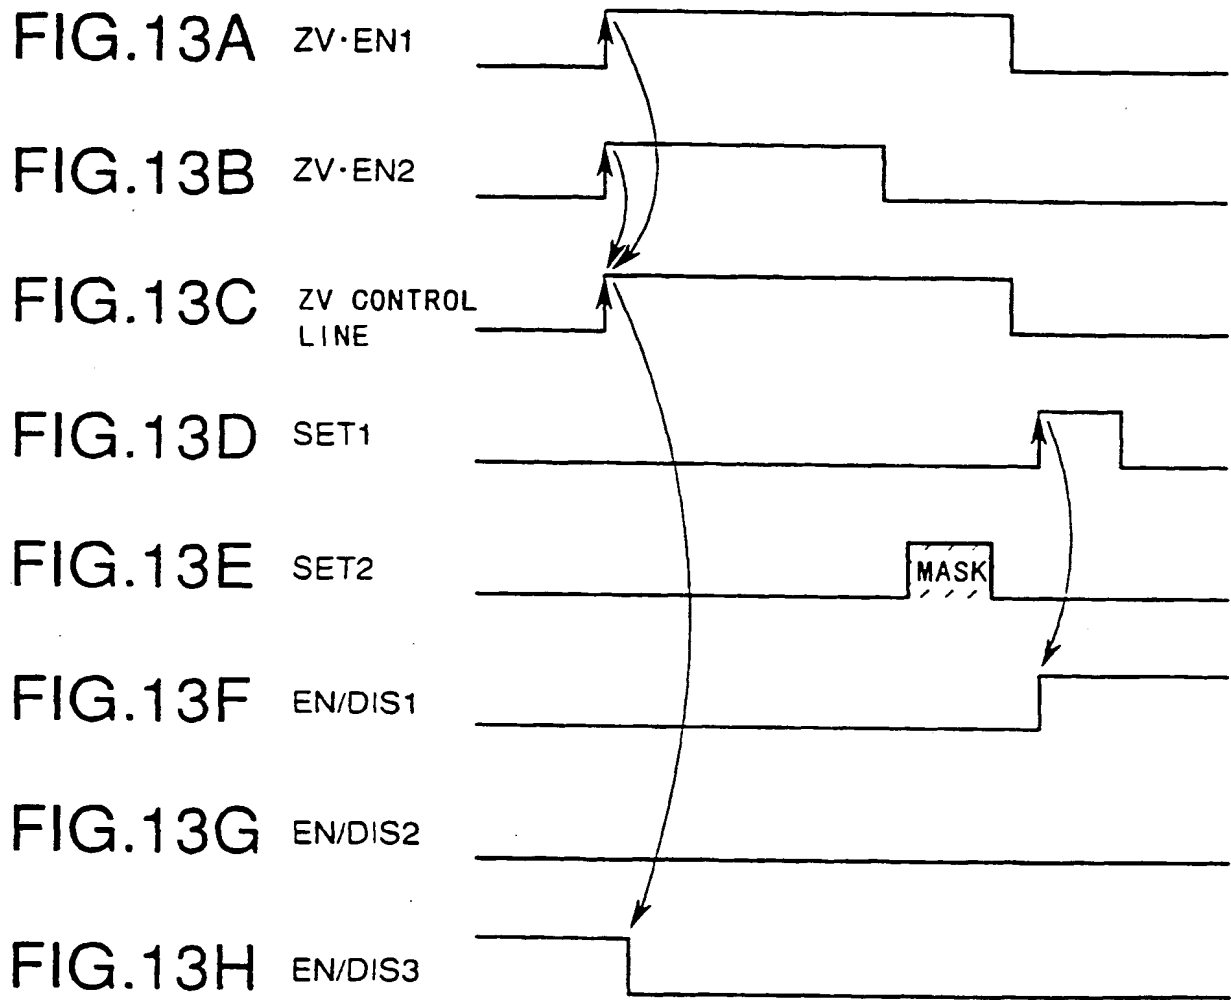 FIG.13A ZV·EN1
FIG.13B ZV·EN2
FIG.13C ZV CONTROL
LINE
FIG.13D SET1
FIG.13E SET2
MASK
FIG.13F EN/DIS1
FIG.13G EN/DIS2
FIG.13H EN/DIS3